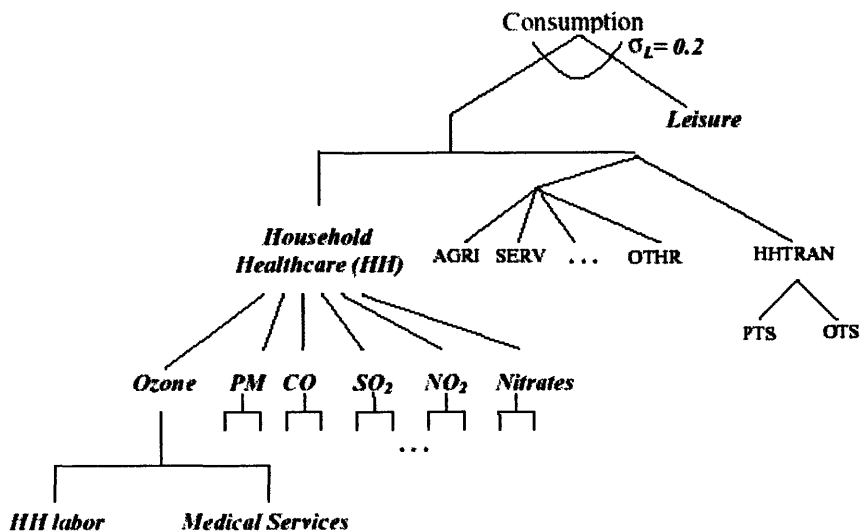 Consumption
σL= 0.2
Leisure
Household
Healthcare (HH)
AGRI SERV ... OTHR HHTRAN
PTS OTS
Ozone PM CO SO2 NO2 Nitrates
...
HH labor Medical Services